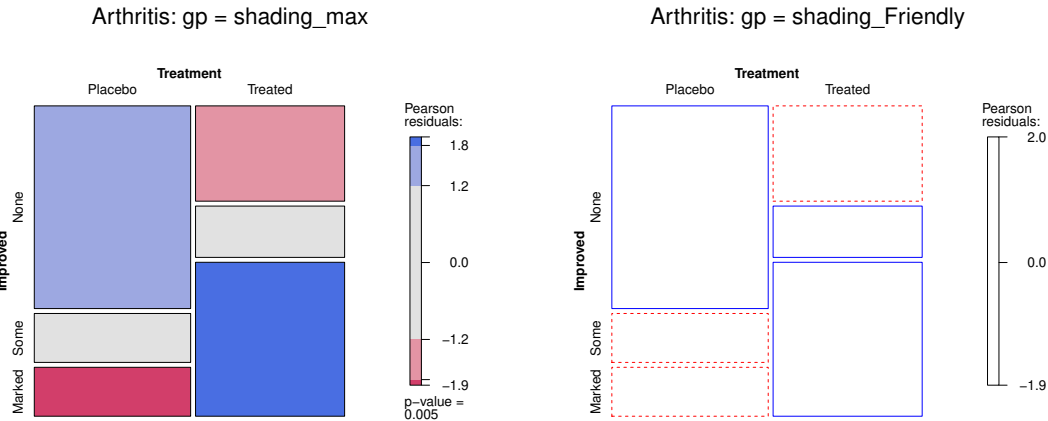 Arthritis: gp = shading_max
Treatment
Placebo Treated
Improved
None
Some
Marked
Pearson
residuals:
1.8
1.2
0.0
−1.2
−1.9
p−value =
0.005
Arthritis: gp = shading_Friendly
Treatment
Placebo Treated
Improved
None
Some
Marked
Pearson
residuals:
2.0
0.0
−1.9